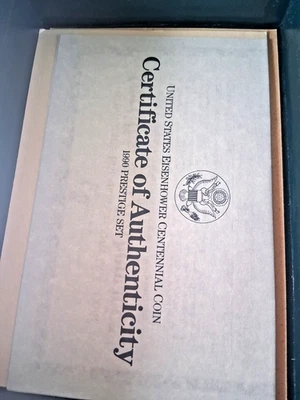 UNITED STATES EISENHOWER CENTENNIAL COIN
Certificate of Authenticity
1990 PRESTIGE SET